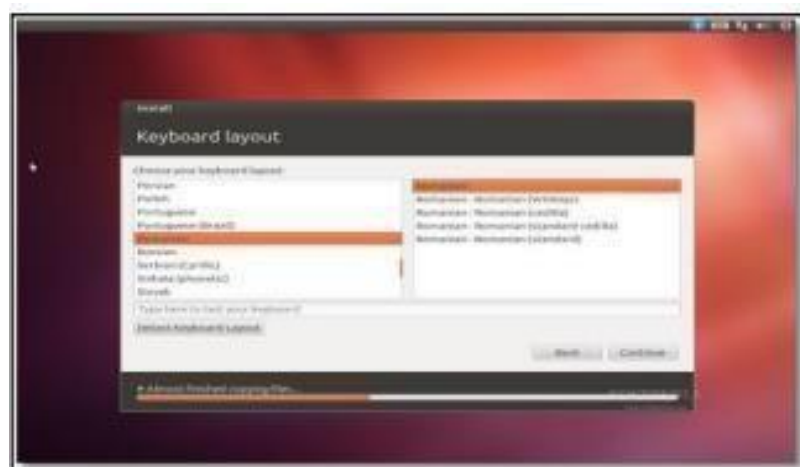 Install
Keyboard layout
Choose your keyboard layout:
Persian
Polish
Portuguese
Portuguese (Brazil)
Romanian
Russian
Serbian (Cyrillic)
Sinhala (phonetic)
Slovak
Romanian
Romanian - Romanian (WinKeys)
Romanian - Romanian (cedilla)
Romanian - Romanian (standard cedilla)
Romanian - Romanian (standard)
Type here to test your keyboard
Detect Keyboard Layout
Back
Continue
Almost finished copying files...